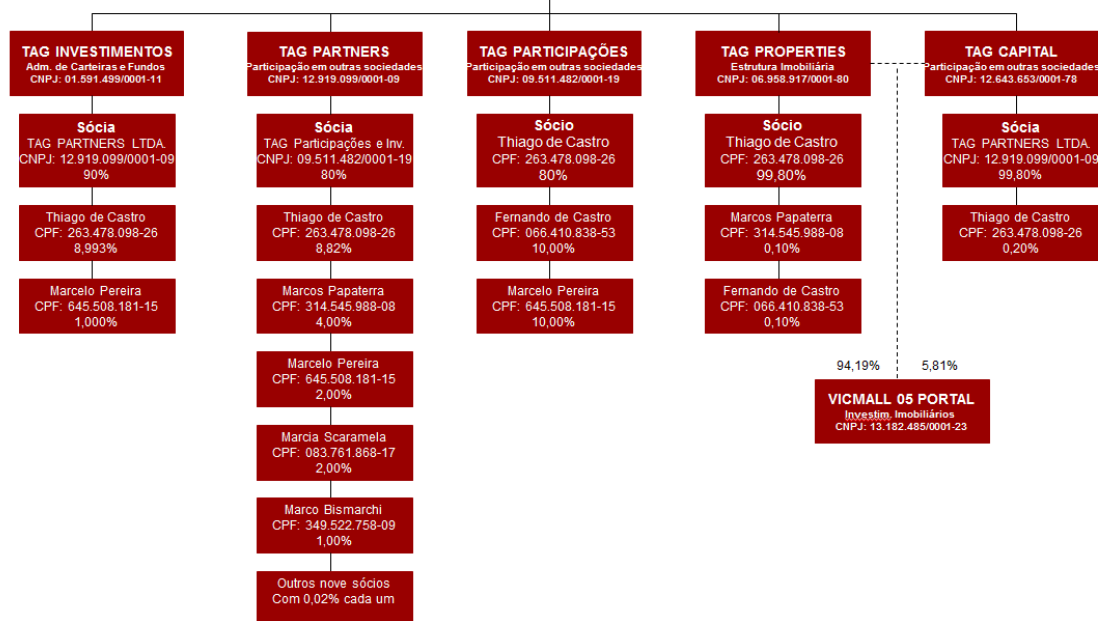 TAG INVESTIMENTOS
Adm. de Carteiras e Fundos
CNPJ: 01.591.499/0001-11
Sócia
TAG PARTNERS LTDA.
CNPJ: 12.919.099/0001-09
90%
Thiago de Castro
CPF: 263.478.098-26
8,993%
Marcelo Pereira
CPF: 645.508.181-15
1,000%
TAG PARTNERS
Participação em outras sociedades
CNPJ: 12.919.099/0001-09
Sócia
TAG Participações e Inv.
CNPJ: 09.511.482/0001-19
80%
Thiago de Castro
CPF: 263.478.098-26
8,82%
Marcos Papaterra
CPF: 314.545.988-08
4,00%
Marcelo Pereira
CPF: 645.508.181-15
2,00%
Marcia Scaramela
CPF: 083.761.868-17
2,00%
Marco Bismarchi
CPF: 349.522.758-09
1,00%
Outros nove sócios
Com 0,02% cada um
TAG PARTICIPAÇÕES
Participação em outras sociedades
CNPJ: 09.511.482/0001-19
Sócio
Thiago de Castro
CPF: 263.478.098-26
80%
Fernando de Castro
CPF: 066.410.838-53
10,00%
Marcelo Pereira
CPF: 645.508.181-15
10,00%
TAG PROPERTIES
Estrutura Imobiliária
CNPJ: 06.958.917/0001-80
Sócio
Thiago de Castro
CPF: 263.478.098-26
99,80%
Marcos Papaterra
CPF: 314.545.988-08
0,10%
Fernando de Castro
CPF: 066.410.838-53
0,10%
TAG CAPITAL
Participação em outras sociedades
CNPJ: 12.643.653/0001-78
Sócia
TAG PARTNERS LTDA.
CNPJ: 12.919.099/0001-09
99,80%
Thiago de Castro
CPF: 263.478.098-26
0,20%
94,19% 5,81%
VICMALL 05 PORTAL
Investim. Imobiliários
CNPJ: 13.182.485/0001-23